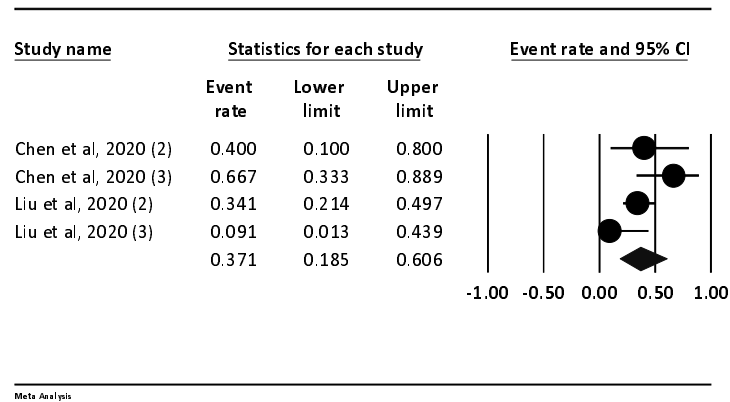 Study name Statistics for each study Event rate and 95% CI
Event Lower Upper
rate limit limit
Chen et al, 2020 (2) 0.400 0.100 0.800
Chen et al, 2020 (3) 0.667 0.333 0.889
Liu et al, 2020 (2) 0.341 0.214 0.497
Liu et al, 2020 (3) 0.091 0.013 0.439
0.371 0.185 0.606
-1.00 -0.50 0.00 0.50 1.00
Meta Analysis